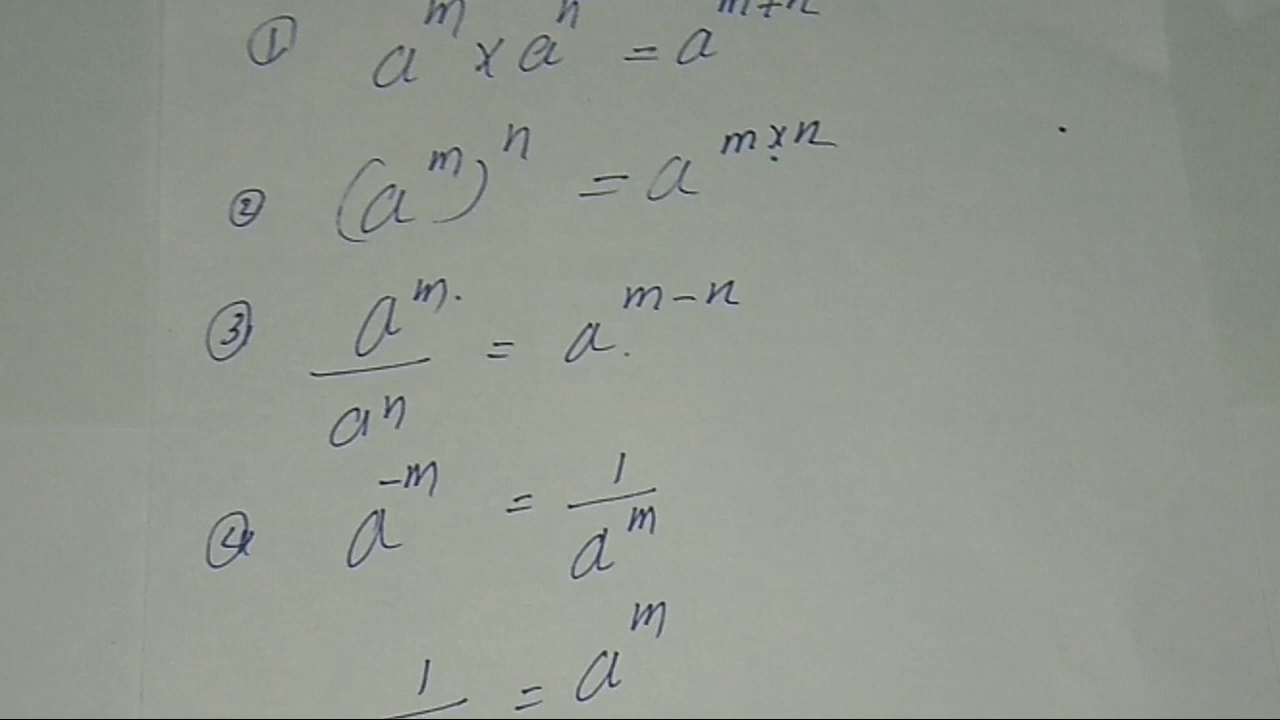 ① a^m × a^n = a^{m+n}
② (a^m)^n = a^{m×n}
③ a^m / a^n = a^{m-n}
④ a^{-m} = 1 / a^m
1 / = a^m